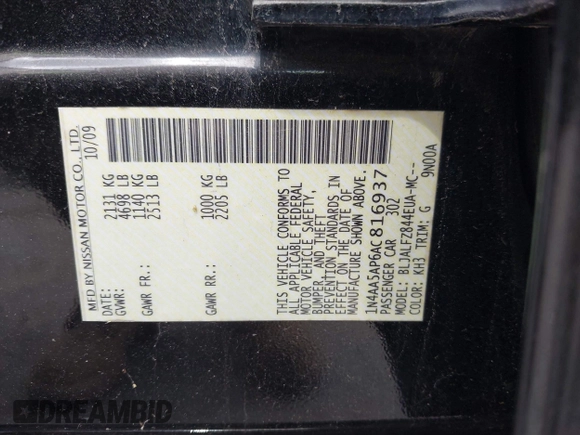 MFD BY NISSAN MOTOR CO., LTD.
DATE: 10/09
GVWR: 2131 KG
4698 LB
GAWR FR.: 1140 KG
2513 LB
GAWR RR.: 1000 KG
2205 LB
THIS VEHICLE CONFORMS TO
ALL APPLICABLE FEDERAL
MOTOR VEHICLE SAFETY,
BUMPER, AND THEFT
PREVENTION STANDARDS IN
EFFECT ON THE DATE OF
MANUFACTURE SHOWN ABOVE.
1N4AA5AP6AC816937
PASSENGER CAR 302
MODEL: BLJALFZ844EUA-MC--
COLOR: KH3 TRIM: G 9N00A
DREAMBID